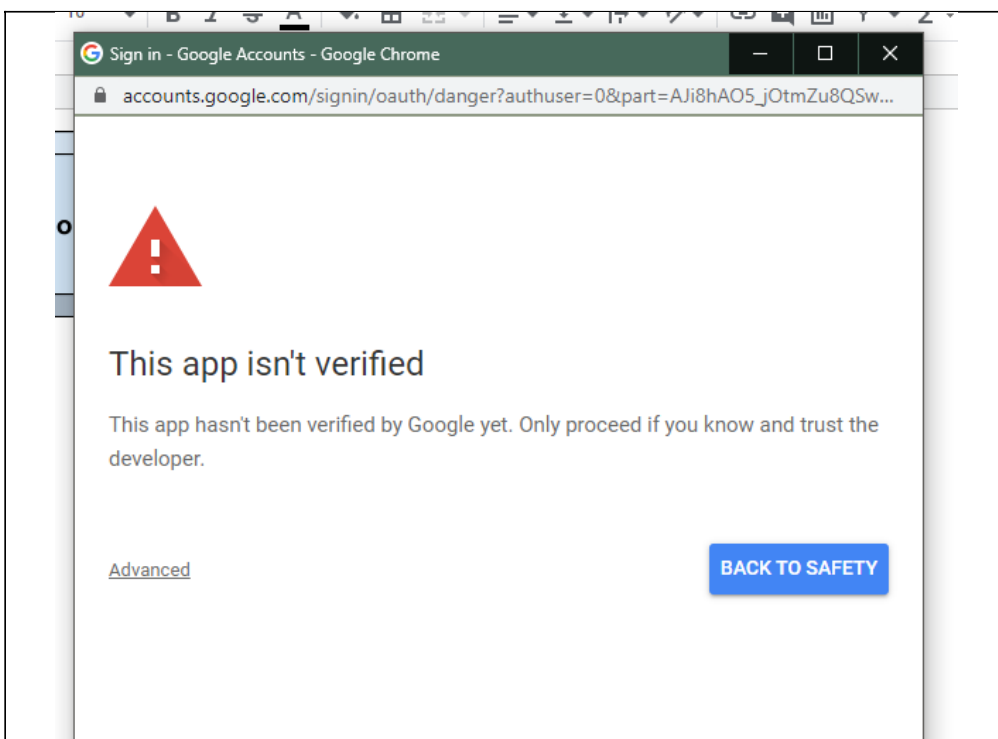 Sign in - Google Accounts - Google Chrome
accounts.google.com/signin/oauth/danger?authuser=0&part=AJi8hAO5_jOtmZu8QSw...
This app isn't verified
This app hasn't been verified by Google yet. Only proceed if you know and trust the
developer.
Advanced
BACK TO SAFETY